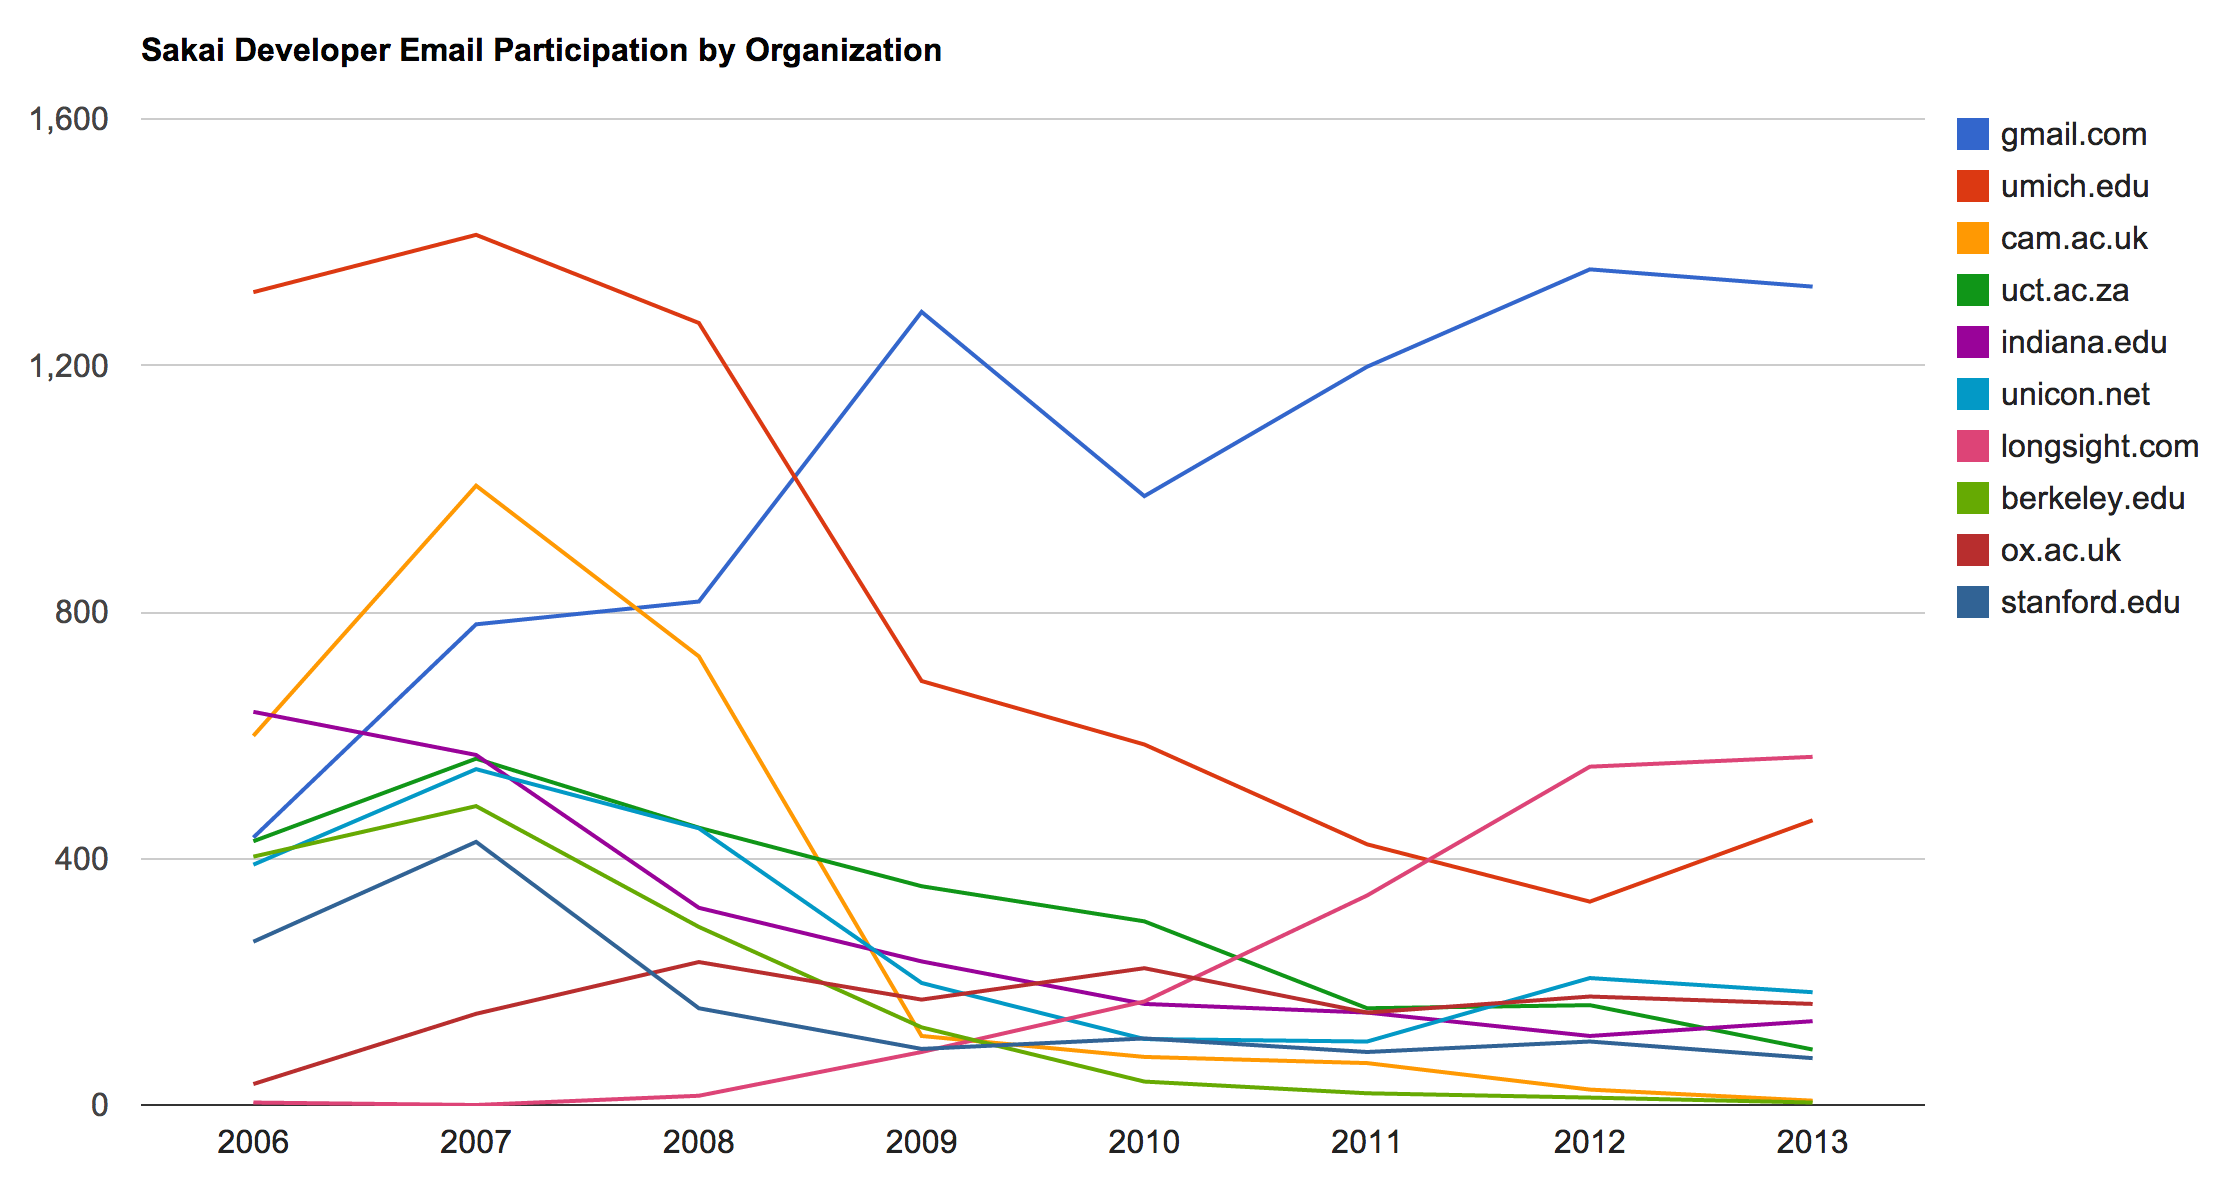 Sakai Developer Email Participation by Organization
1,600
1,200
800
400
0
2006 2007 2008 2009 2010 2011 2012 2013
gmail.com
umich.edu
cam.ac.uk
uct.ac.za
indiana.edu
unicon.net
longsight.com
berkeley.edu
ox.ac.uk
stanford.edu